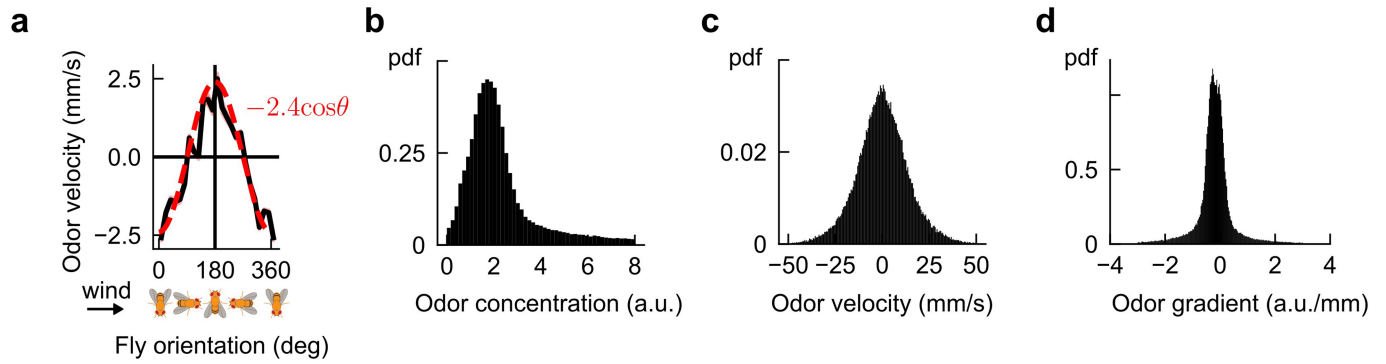 a
Odor velocity (mm/s)
2.5
0.0
−2.5
−2.4cosθ
0 180 360
wind
Fly orientation (deg)
b
pdf
0.25
0
0 2 4 6 8
Odor concentration (a.u.)
c
pdf
0.02
0
−50 −25 0 25 50
Odor velocity (mm/s)
d
pdf
0.5
0
−4 −2 0 2 4
Odor gradient (a.u./mm)